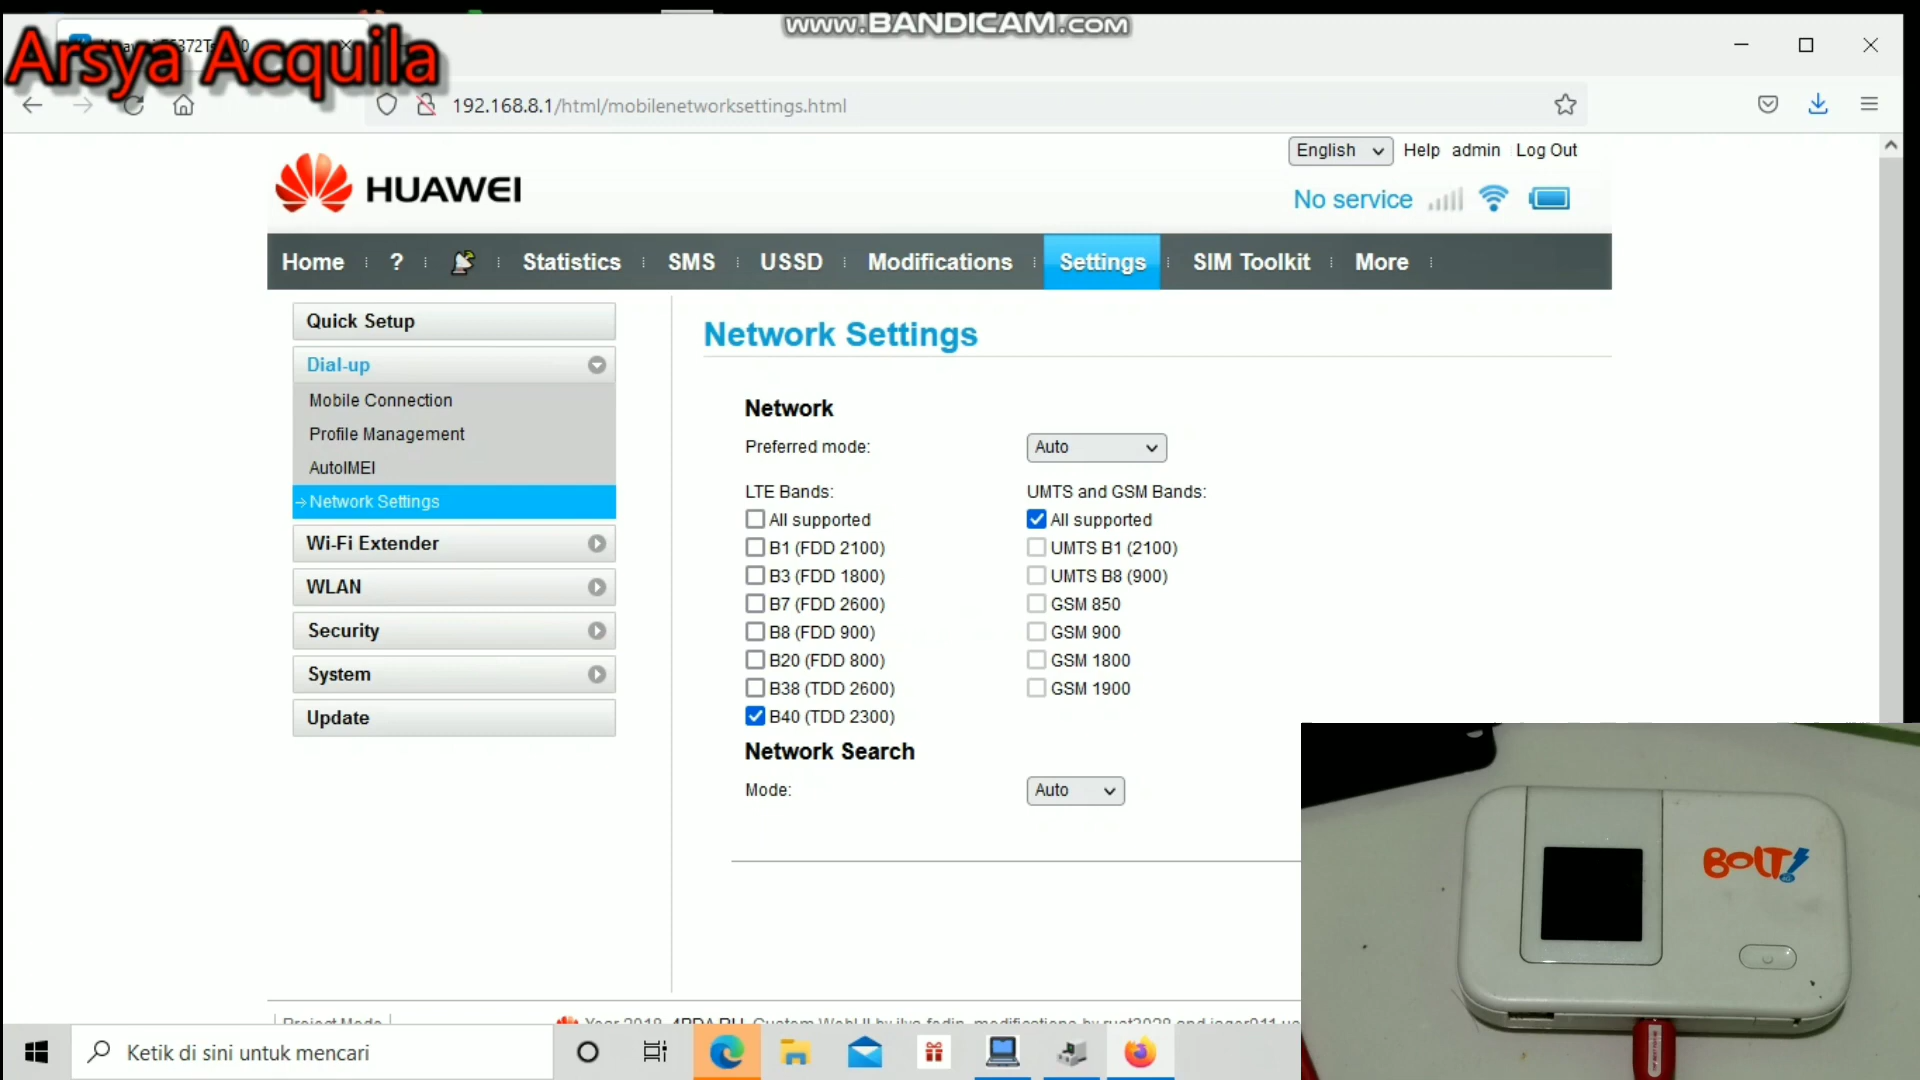 www.BANDICAM.com
Arsya Acquila
192.168.8.1/html/mobilenetworksettings.html
English Help admin Log Out
HUAWEI
No service
Home ? Statistics SMS USSD Modifications Settings SIM Toolkit More
Quick Setup
Dial-up
Mobile Connection
Profile Management
AutoIMEI
Network Settings
Wi-Fi Extender
WLAN
Security
System
Update
Network Settings
Network
Preferred mode: Auto
LTE Bands: UMTS and GSM Bands:
All supported All supported
B1 (FDD 2100) UMTS B1 (2100)
B3 (FDD 1800) UMTS B8 (900)
B7 (FDD 2600) GSM 850
B8 (FDD 900) GSM 900
B20 (FDD 800) GSM 1800
B38 (TDD 2600) GSM 1900
B40 (TDD 2300)
Network Search
Mode: Auto
BOLT!
Ketik di sini untuk mencari